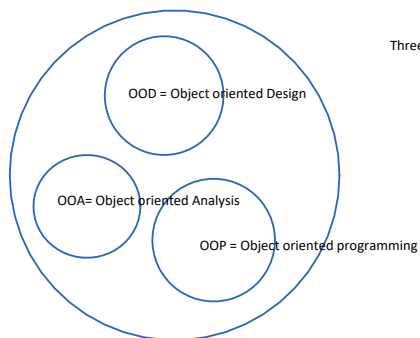 Three
OOD = Object oriented Design
OOA= Object oriented Analysis
OOP = Object oriented programming